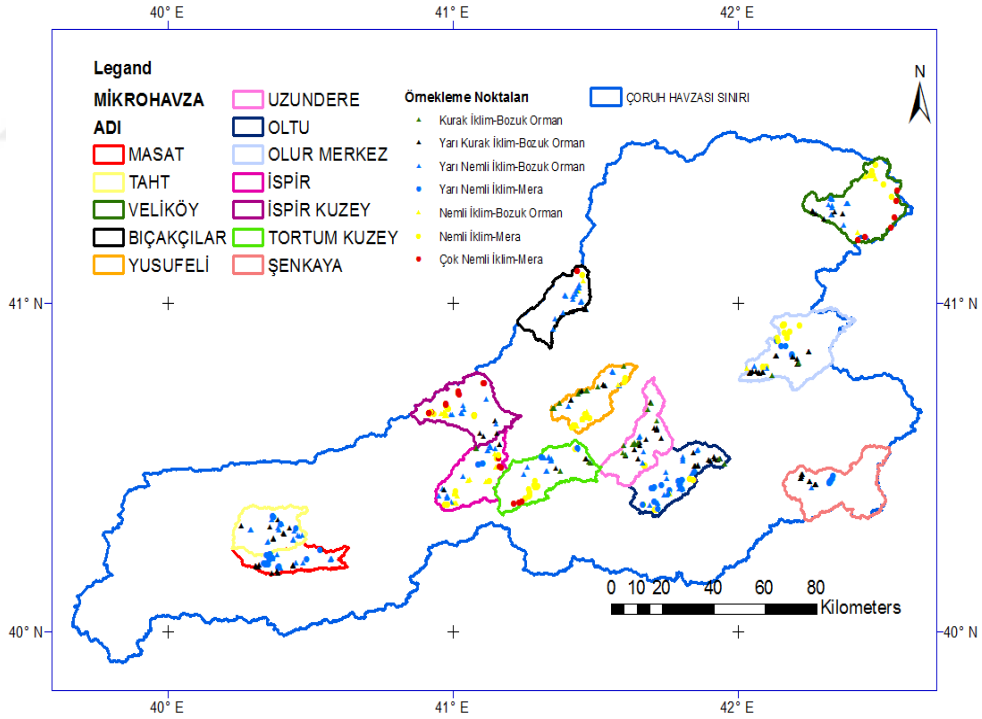 40° E 41° E 42° E
Legand
MİKROHAVZA
ADI
MASAT
TAHT
VELİKÖY
BIÇAKÇILAR
YUSUFELİ
UZUNDERE
OLTU
OLUR MERKEZ
İSPİR
İSPİR KUZEY
TORTUM KUZEY
ŞENKAYA
Örnekleme Noktaları
Kurak İklim-Bozuk Orman
Yarı Kurak İklim-Bozuk Orman
Yarı Nemli İklim-Bozuk Orman
Yarı Nemli İklim-Mera
Nemli İklim-Bozuk Orman
Nemli İklim-Mera
Çok Nemli İklim-Mera
ÇORUH HAVZASI SINIRI
N
41° N 41° N
0 10 20 40 60 80
Kilometers
40° N 40° N
40° E 41° E 42° E